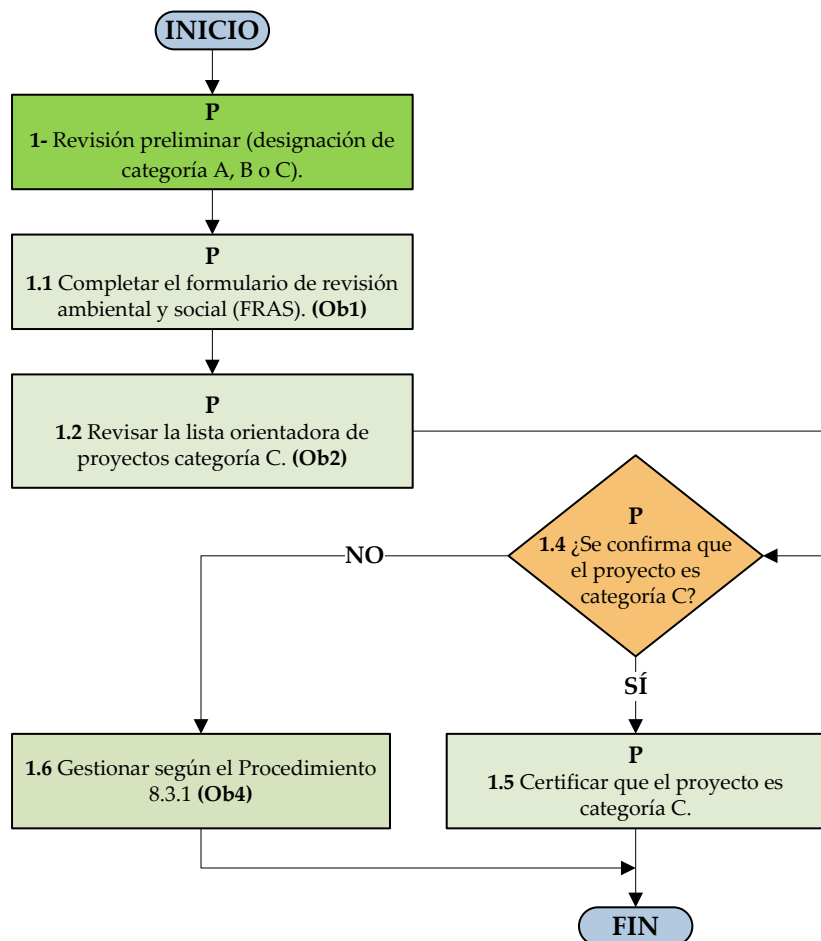 INICIO
P
1- Revisión preliminar (designación de
categoría A, B o C).
P
1.1 Completar el formulario de revisión
ambiental y social (FRAS). (Ob1)
P
1.2 Revisar la lista orientadora de
proyectos categoría C. (Ob2)
P
1.4 ¿Se confirma que
el proyecto es
categoría C?
NO
SÍ
1.6 Gestionar según el Procedimiento
8.3.1 (Ob4)
P
1.5 Certificar que el proyecto es
categoría C.
FIN